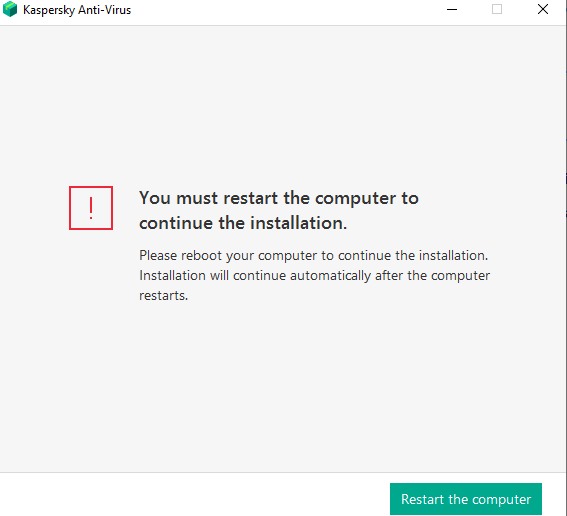 Kaspersky Anti-Virus
!
You must restart the computer to
continue the installation.
Please reboot your computer to continue the installation.
Installation will continue automatically after the computer
restarts.
Restart the computer